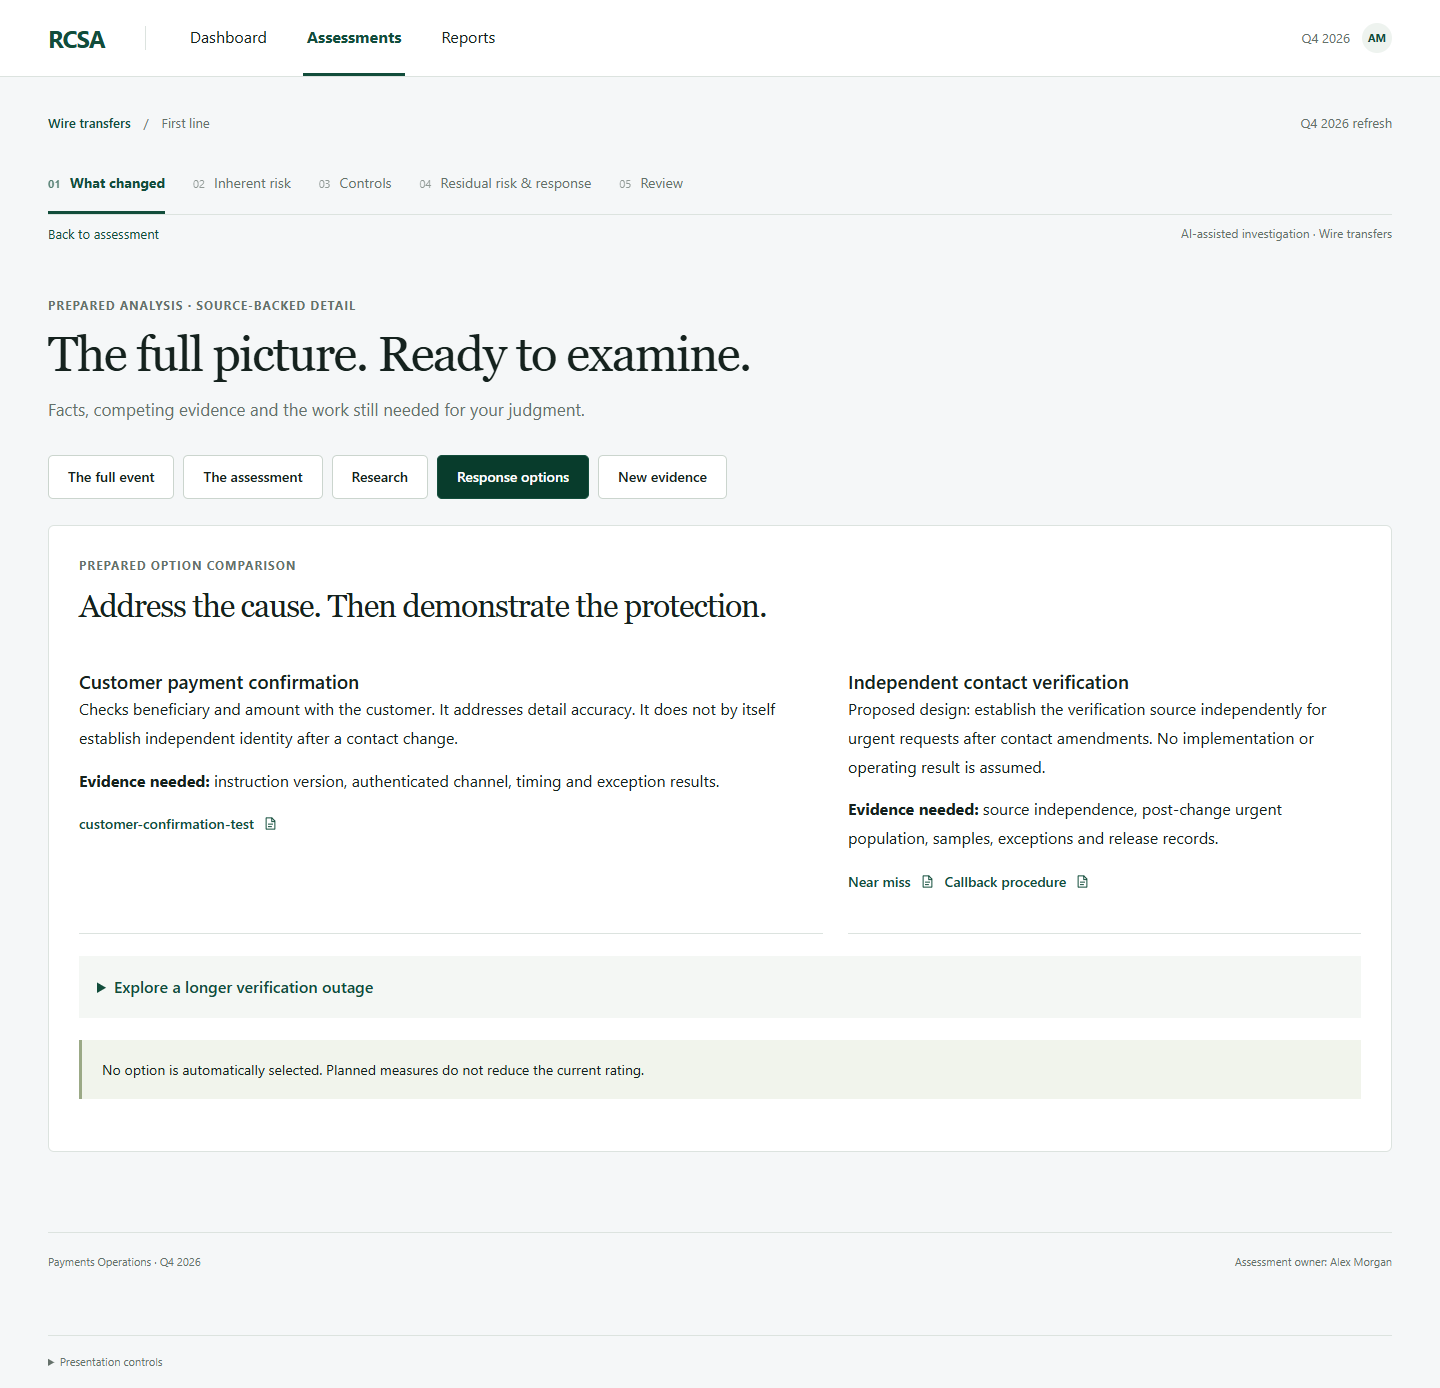 RCSA
Dashboard
Assessments
Reports
Q4 2026
AM
Wire transfers / First line
Q4 2026 refresh
01 What changed
02 Inherent risk
03 Controls
04 Residual risk & response
05 Review
Back to assessment
AI-assisted investigation · Wire transfers
PREPARED ANALYSIS · SOURCE-BACKED DETAIL
The full picture. Ready to examine.
Facts, competing evidence and the work still needed for your judgment.
The full event
The assessment
Research
Response options
New evidence
PREPARED OPTION COMPARISON
Address the cause. Then demonstrate the protection.
Customer payment confirmation
Checks beneficiary and amount with the customer. It addresses detail accuracy. It does not by itself
establish independent identity after a contact change.
Evidence needed: instruction version, authenticated channel, timing and exception results.
customer-confirmation-test
Independent contact verification
Proposed design: establish the verification source independently for
urgent requests after contact amendments. No implementation or
operating result is assumed.
Evidence needed: source independence, post-change urgent
population, samples, exceptions and release records.
Near miss
Callback procedure
Explore a longer verification outage
No option is automatically selected. Planned measures do not reduce the current rating.
Payments Operations · Q4 2026
Assessment owner: Alex Morgan
Presentation controls